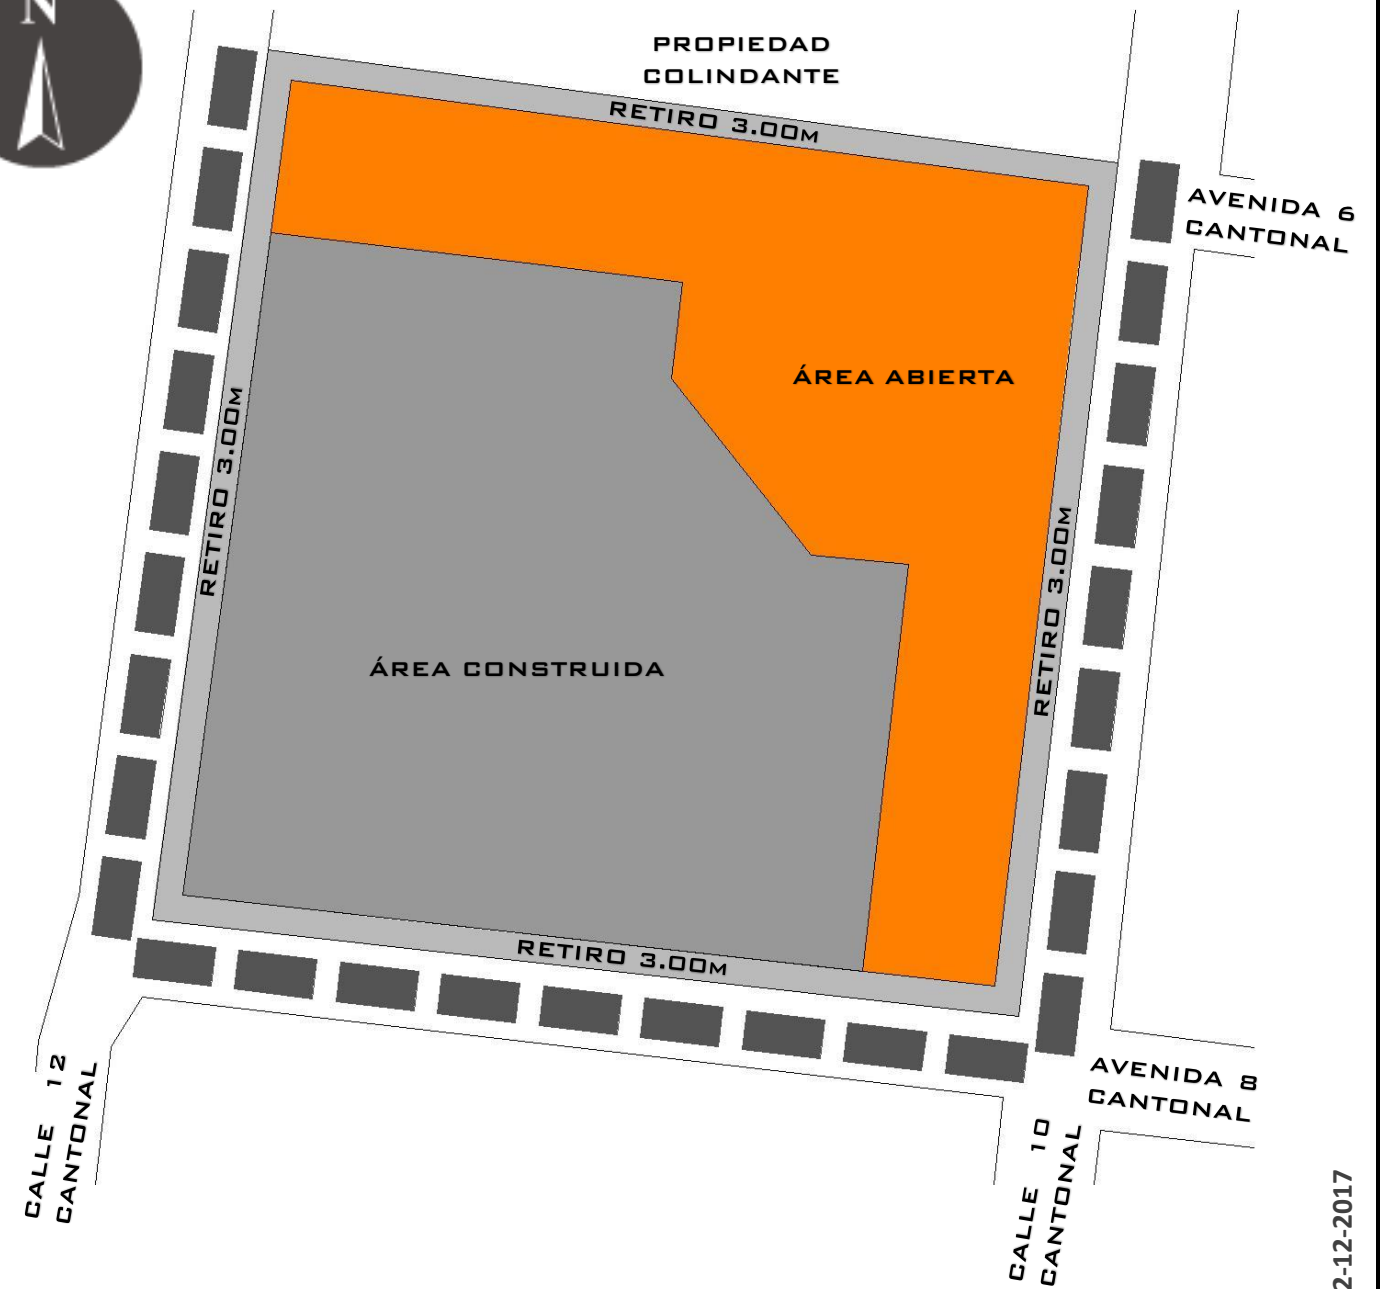 N
PROPIEDAD
COLINDANTE
RETIRO 3.00M
AVENIDA 6
CANTONAL
ÁREA ABIERTA
RETIRO 3.00M
RETIRO 3.00M
ÁREA CONSTRUIDA
RETIRO 3.00M
CALLE 12
CANTONAL
AVENIDA 8
CANTONAL
CALLE 10
CANTONAL
2-12-2017